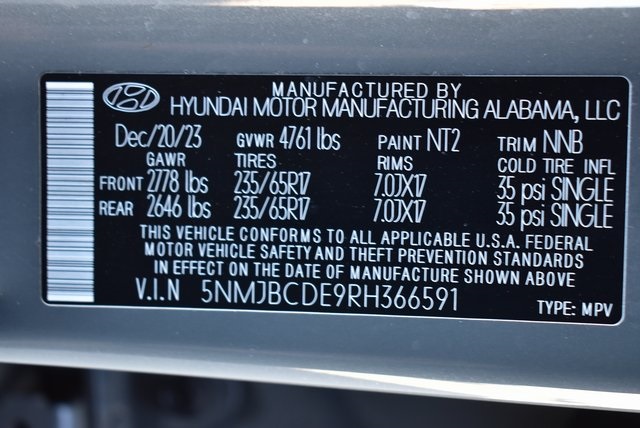 MANUFACTURED BY
HYUNDAI MOTOR MANUFACTURING ALABAMA, LLC
Dec/20/23 GVWR 4761 lbs PAINT NT2 TRIM NNB
GAWR TIRES RIMS COLD TIRE INFL
FRONT 2778 lbs 235/65R17 7.0JX17 35 psi SINGLE
REAR 2646 lbs 235/65R17 7.0JX17 35 psi SINGLE
THIS VEHICLE CONFORMS TO ALL APPLICABLE U.S.A. FEDERAL
MOTOR VEHICLE SAFETY AND THEFT PREVENTION STANDARDS
IN EFFECT ON THE DATE OF MANUFACTURE SHOWN ABOVE
V.I.N 5NMJBCDE9RH366591 TYPE: MPV